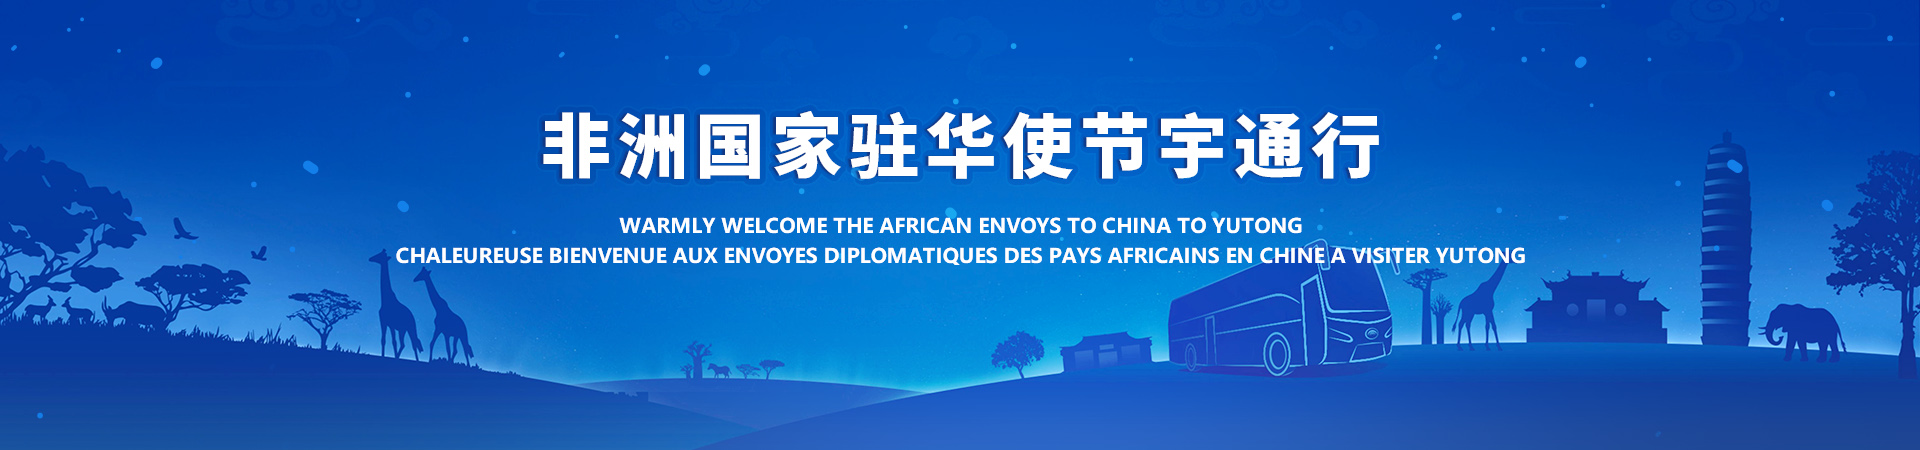 非洲国家驻华使节宇通行
WARMLY WELCOME THE AFRICAN ENVOYS TO CHINA TO YUTONG
CHALEUREUSE BIENVENUE AUX ENVOYES DIPLOMATIQUES DES PAYS AFRICAINS EN CHINE A VISITER YUTONG